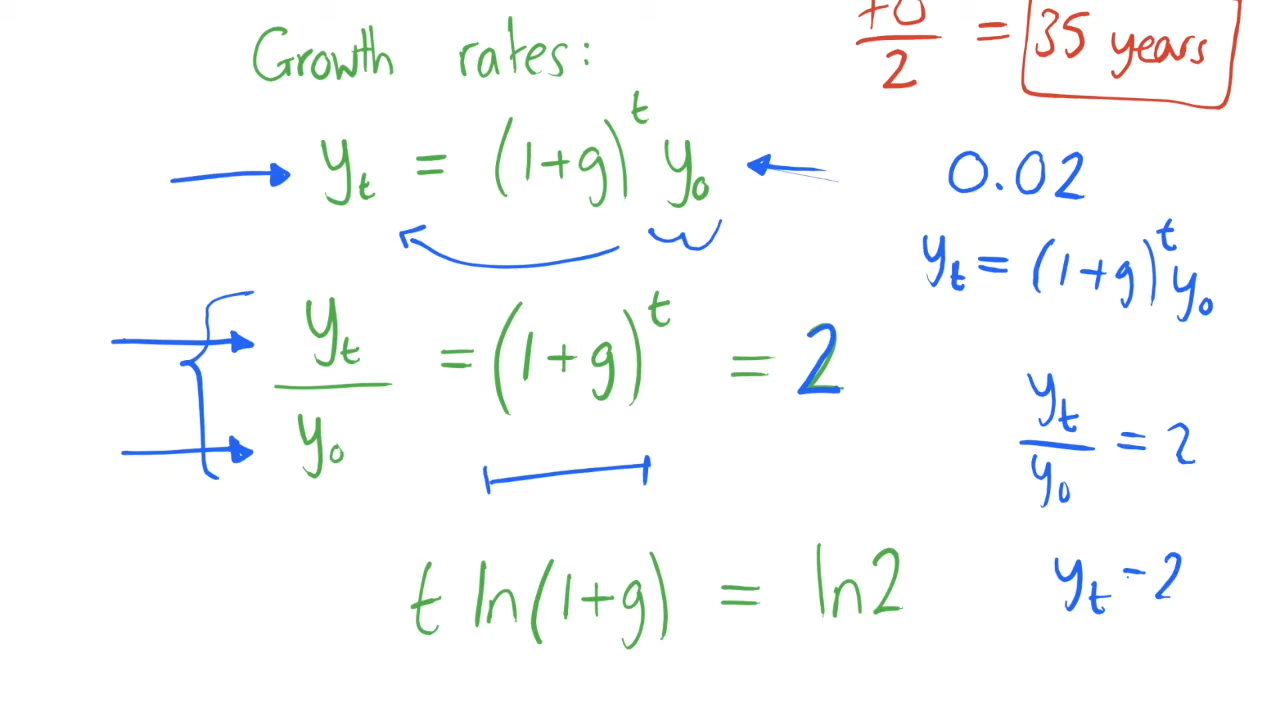 Growth rates:
70/2 = 35 years
y_t = (1+g)^t y_0
0.02
y_t = (1+g)^t y_0
y_t/y_0 = (1+g)^t = 2
y_t/y_0 = 2
t ln(1+g) = ln2
y_t = 2